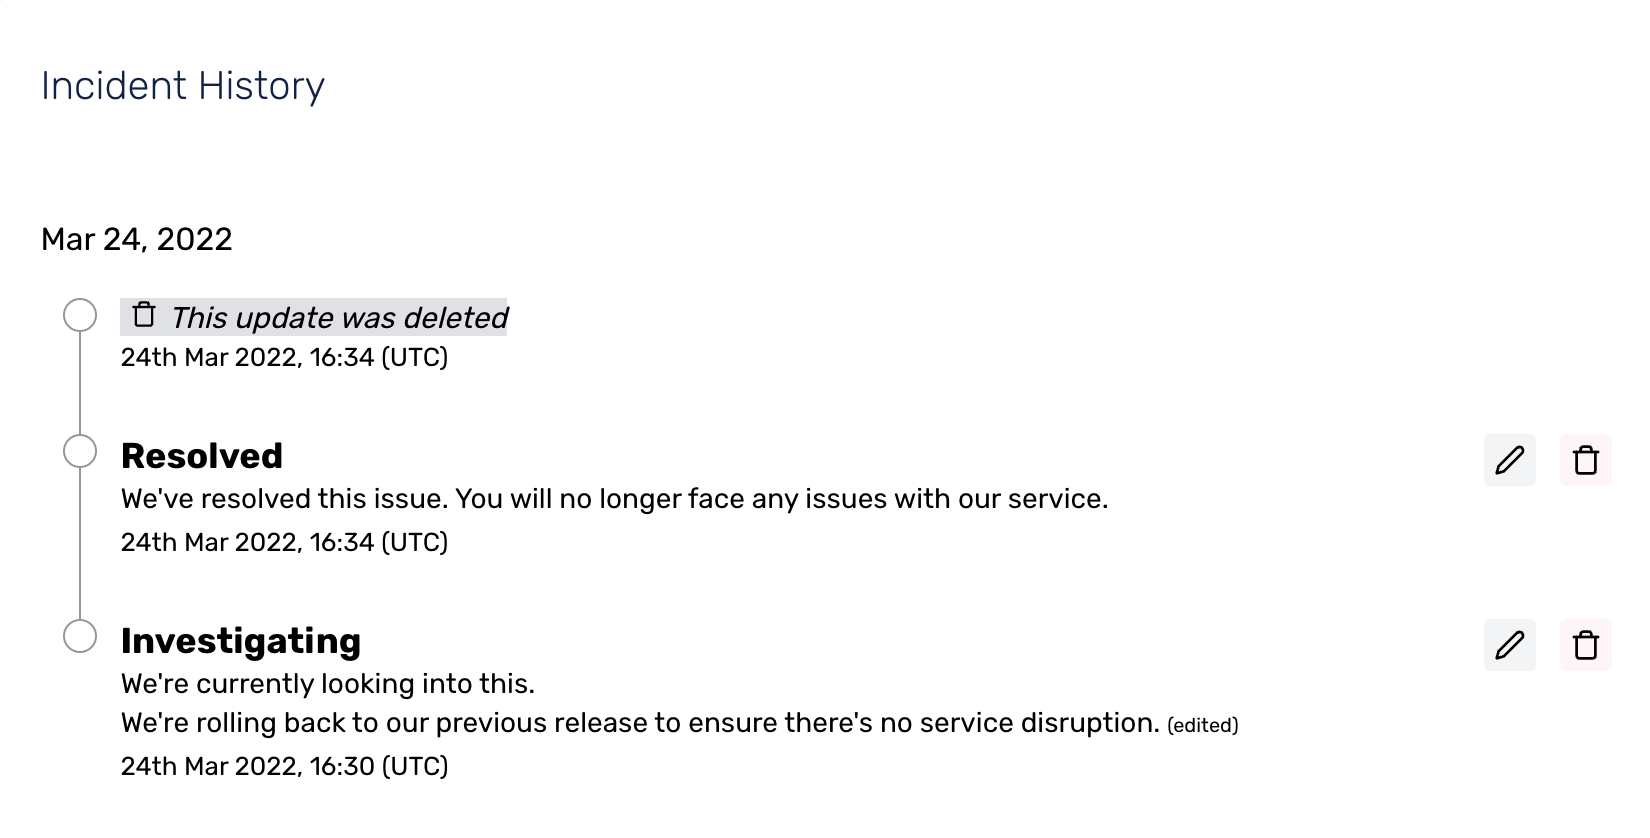 Incident History
Mar 24, 2022
This update was deleted
24th Mar 2022, 16:34 (UTC)
Resolved
We've resolved this issue. You will no longer face any issues with our service.
24th Mar 2022, 16:34 (UTC)
Investigating
We're currently looking into this.
We're rolling back to our previous release to ensure there's no service disruption. (edited)
24th Mar 2022, 16:30 (UTC)